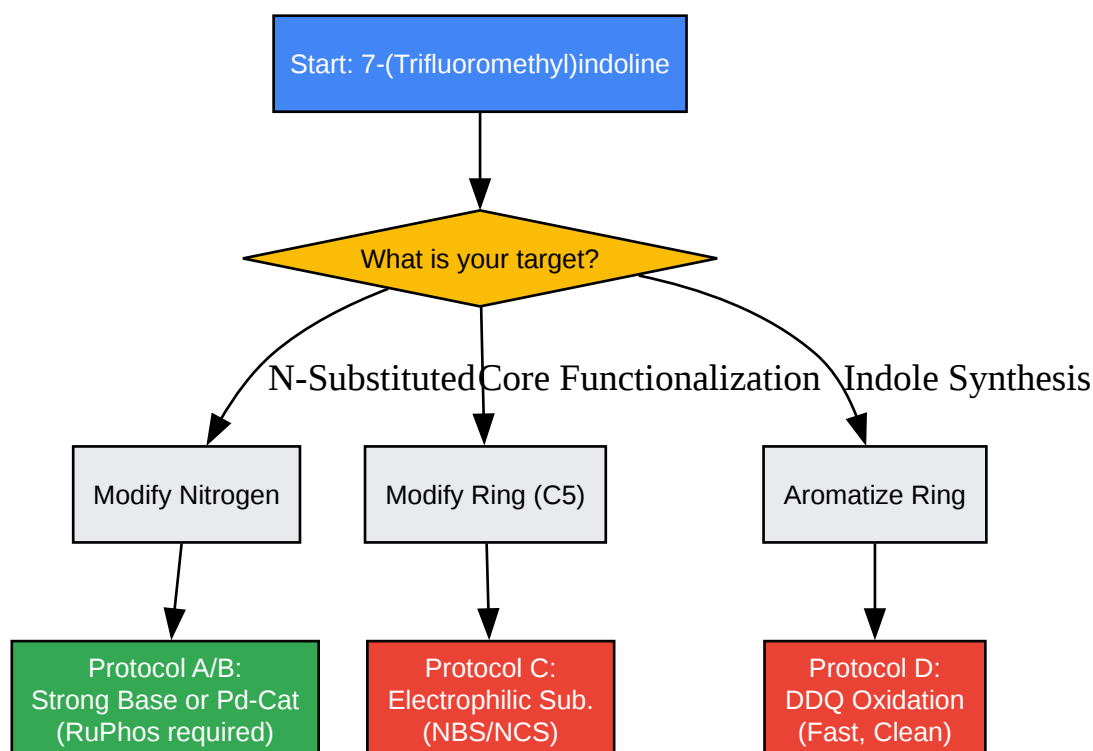 Start: 7-(Trifluoromethyl)indoline
What is your target?
N-Substituted
Core Functionalization
Indole Synthesis
Modify Nitrogen
Modify Ring (C5)
Aromatize Ring
Protocol A/B:
Strong Base or Pd-Cat
(RuPhos required)
Protocol C:
Electrophilic Sub.
(NBS/NCS)
Protocol D:
DDQ Oxidation
(Fast, Clean)